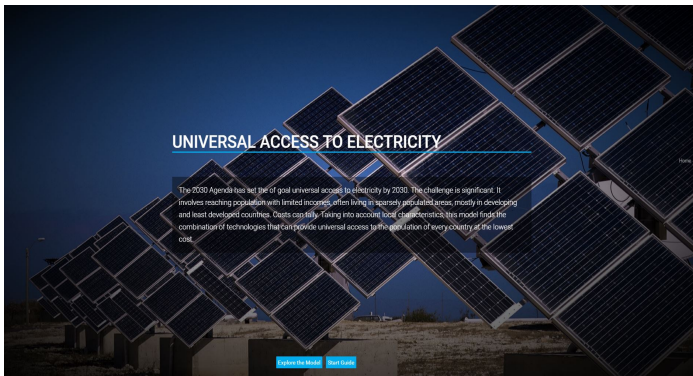 UNIVERSAL ACCESS TO ELECTRICITY
Home
The 2030 Agenda has set the of goal universal access to electricity by 2030. The challenge is significant. It
involves reaching population with limited incomes, often living in sparsely populated areas, mostly in developing
and least developed countries. Costs can tally. Taking into account local characteristics, this model finds the
combination of technologies that can provide universal access to the population of every country at the lowest
cost.
Explore the Model Start Guide